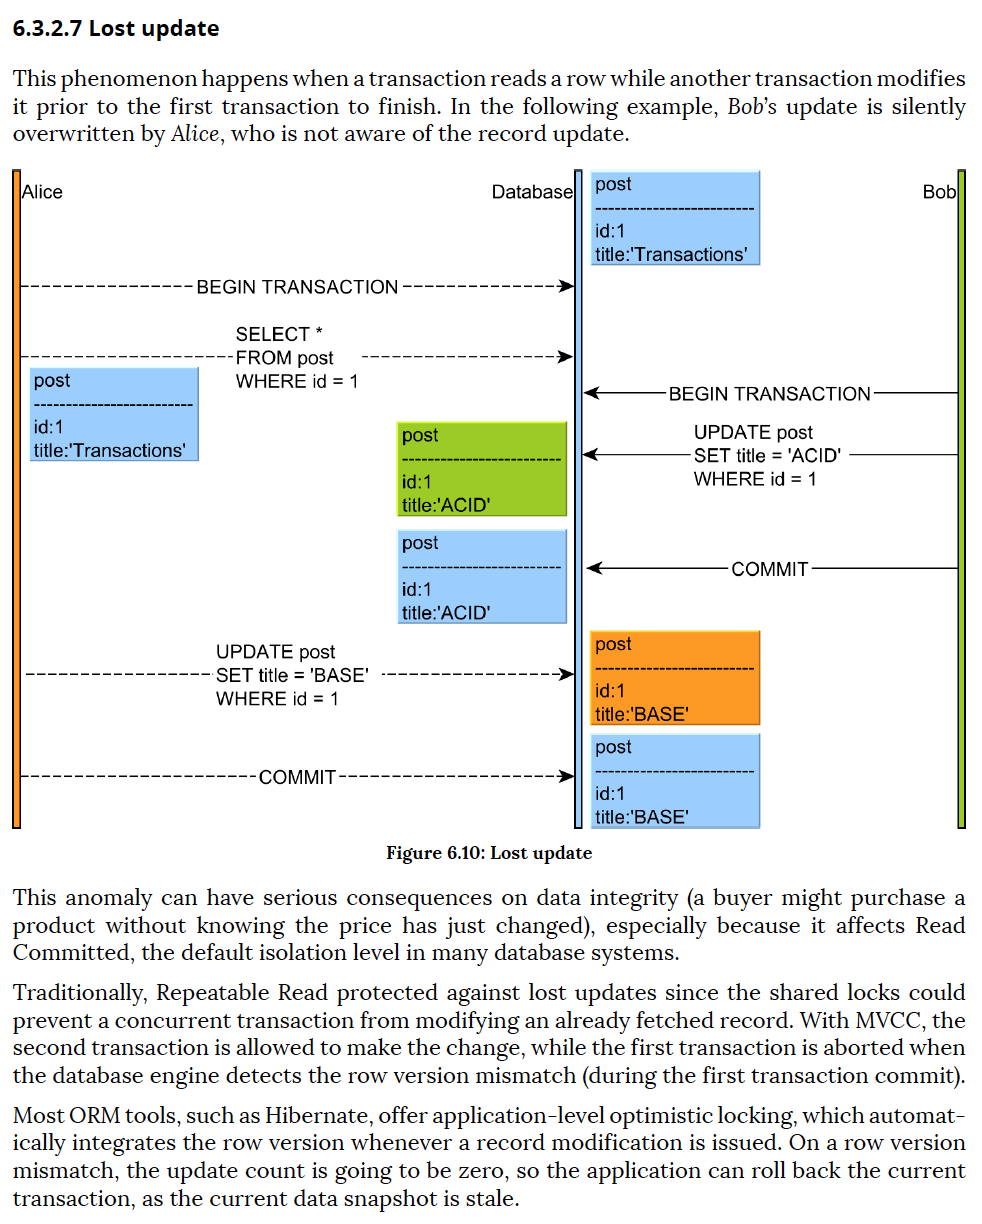 6.3.2.7 Lost update
This phenomenon happens when a transaction reads a row while another transaction modifies
it prior to the first transaction to finish. In the following example, Bob's update is silently
overwritten by Alice, who is not aware of the record update.
Alice
Database
post
Bob
id:1
title:'Transactions'
BEGIN TRANSACTION
SELECT *
FROM post
WHERE id = 1
post
id:1
title:'Transactions'
BEGIN TRANSACTION
UPDATE post
SET title = 'ACID'
WHERE id = 1
post
id:1
title:'ACID'
post
id:1
title:'ACID'
COMMIT
UPDATE post
SET title = 'BASE'
WHERE id = 1
post
id:1
title:'BASE'
post
id:1
title:'BASE'
COMMIT
Figure 6.10: Lost update
This anomaly can have serious consequences on data integrity (a buyer might purchase a
product without knowing the price has just changed), especially because it affects Read
Committed, the default isolation level in many database systems.
Traditionally, Repeatable Read protected against lost updates since the shared locks could
prevent a concurrent transaction from modifying an already fetched record. With MVCC, the
second transaction is allowed to make the change, while the first transaction is aborted when
the database engine detects the row version mismatch (during the first transaction commit).
Most ORM tools, such as Hibernate, offer application-level optimistic locking, which automat-
ically integrates the row version whenever a record modification is issued. On a row version
mismatch, the update count is going to be zero, so the application can roll back the current
transaction, as the current data snapshot is stale.